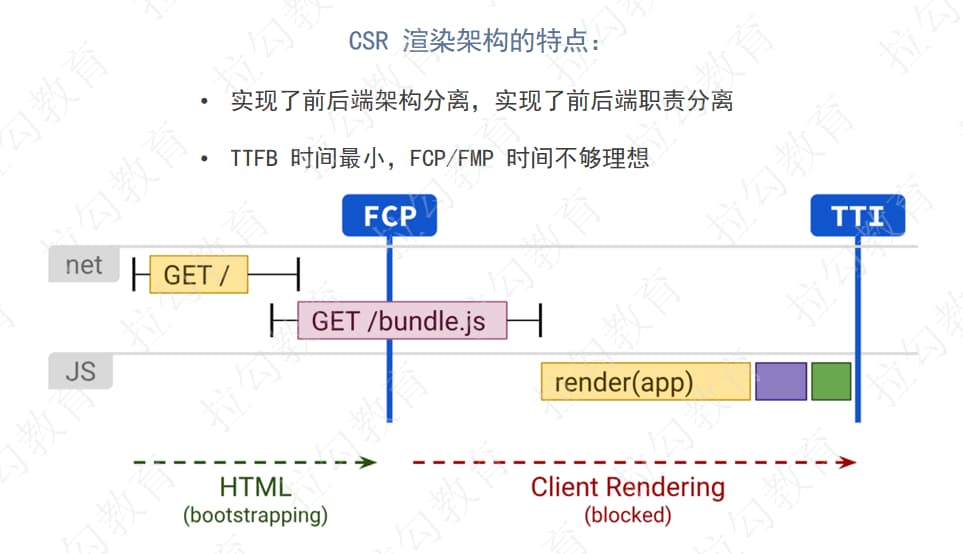 CSR 渲染架构的特点：
• 实现了前后端架构分离，实现了前后端职责分离
• TTFB 时间最小，FCP/FMP 时间不够理想
FCP
TTI
net
GET /
GET /bundle.js
JS
render(app)
HTML
(bootstrapping)
Client Rendering
(blocked)
拉勾教育